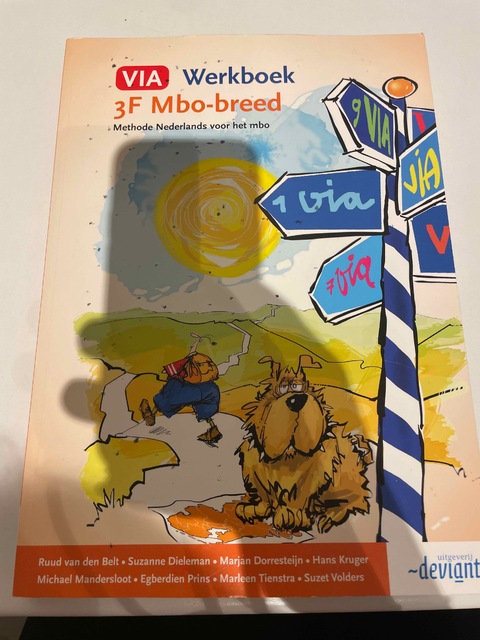 VIA Werkboek
3F Mbo-breed
Methode Nederlands voor het mbo
9 VIA
V
ViA
1 via
V
7 via
Ruud van den Belt • Suzanne Dieleman • Marjan Dorresteijn • Hans Kruger
Michael Mandersloot • Egberdien Prins • Marleen Tienstra • Suzet Volders
uitgeverij
~deviant